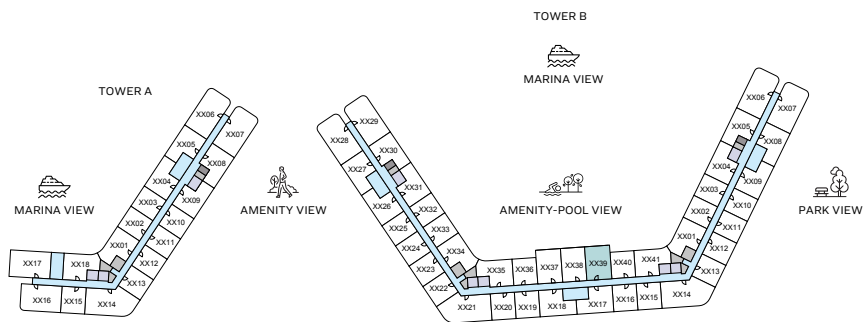 TOWER B
MARINA VIEW
TOWER A
MARINA VIEW
AMENITY VIEW
AMENITY-POOL VIEW
PARK VIEW
XX06
XX07
XX05
XX08
XX04
XX09
XX03
XX10
XX02
XX11
XX01
XX12
XX17
XX18
XX13
XX16
XX15
XX14
XX29
XX28
XX30
XX27
XX31
XX26
XX32
XX25
XX33
XX24
XX34
XX23
XX22
XX35
XX36
XX37
XX38
XX39
XX40
XX41
XX21
XX20
XX19
XX18
XX17
XX16
XX15
XX14
XX06
XX07
XX05
XX08
XX04
XX09
XX03
XX10
XX02
XX11
XX01
XX12
XX13